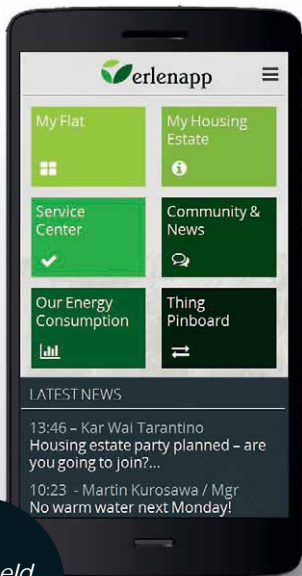 erlenapp
My Flat
My Housing
Estate
Service
Center
Community &
News
Our Energy
Consumption
Thing
Pinboard
LATEST NEWS
13:46 – Kar Wai Tarantino
Housing estate party planned – are
you going to join?...
10:23 - Martin Kurosawa / Mgr
No warm water next Monday!